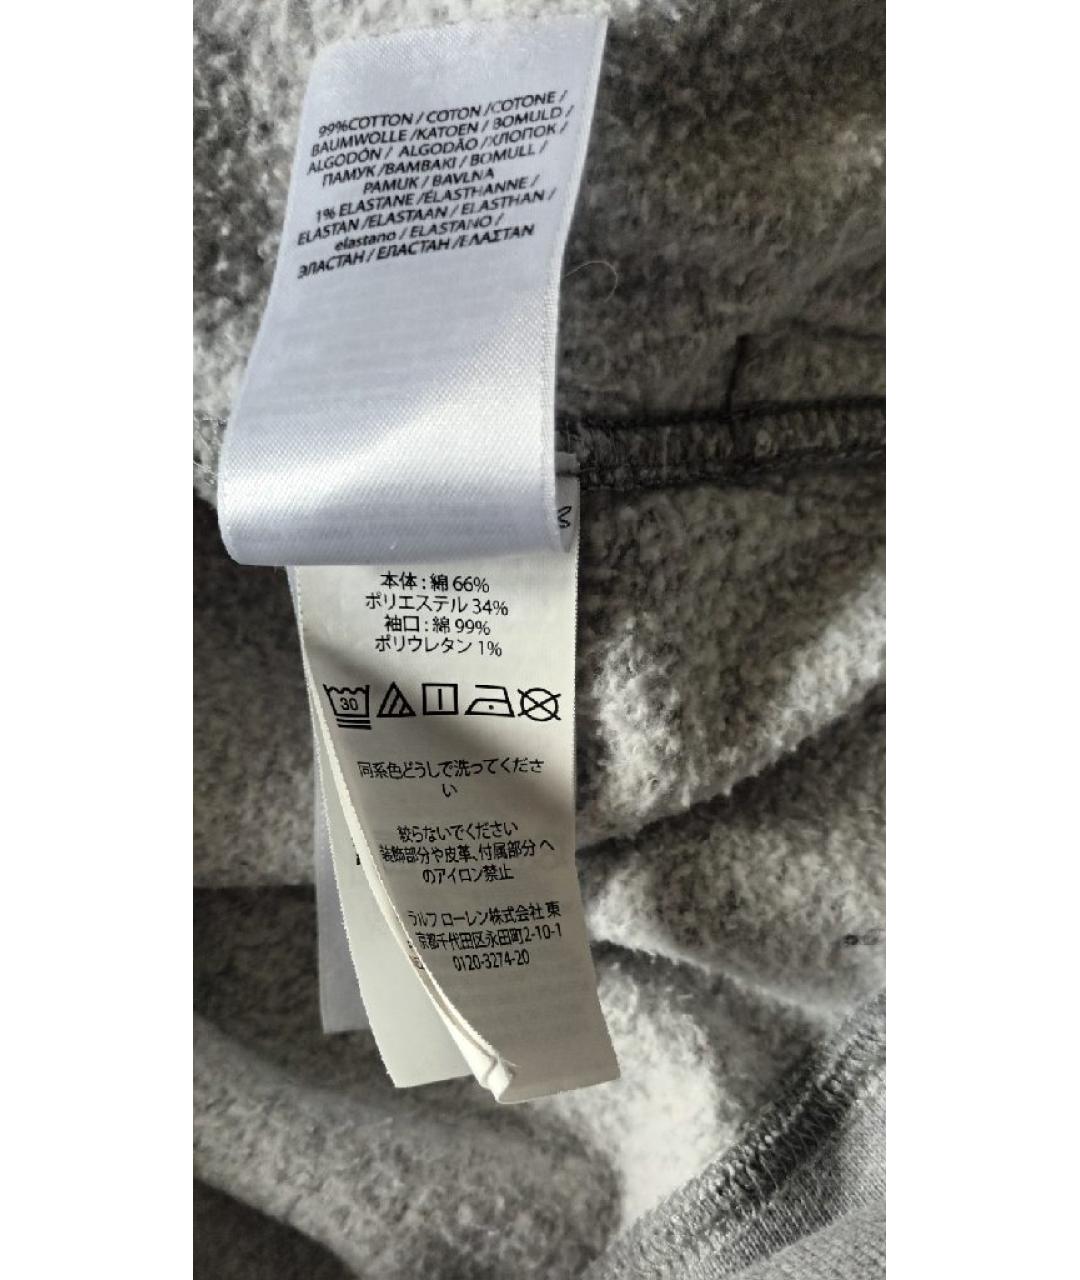 99%COTTON / COTON /COTONE /
BAUMWOLLE /KATOEN / BOMULD /
ALGODÓN / ALGODÃO /ХЛОПОК /
ПАМУК /BAMBAKI / BOMULL /
PAMUK / BAVLNA
1% ELASTANE /ÉLASTHANNE /
ELASTAN /ELASTAAN / ELASTHAN /
elastano / ELASTANO /
ЭЛАСТАН / ЕЛАСТАН /ΕΛΑΣΤΑΝ
本体 : 綿 66%
ポリエステル 34%
袖口 : 綿 99%
ポリウレタン 1%
30
同系色どうしで洗ってくださ
い
絞らないでください
装飾部分や皮革、付属部分 へ
のアイロン禁止
ラルフ ローレン株式会社 東
京都千代田区永田町2-10-1
0120-3274-20